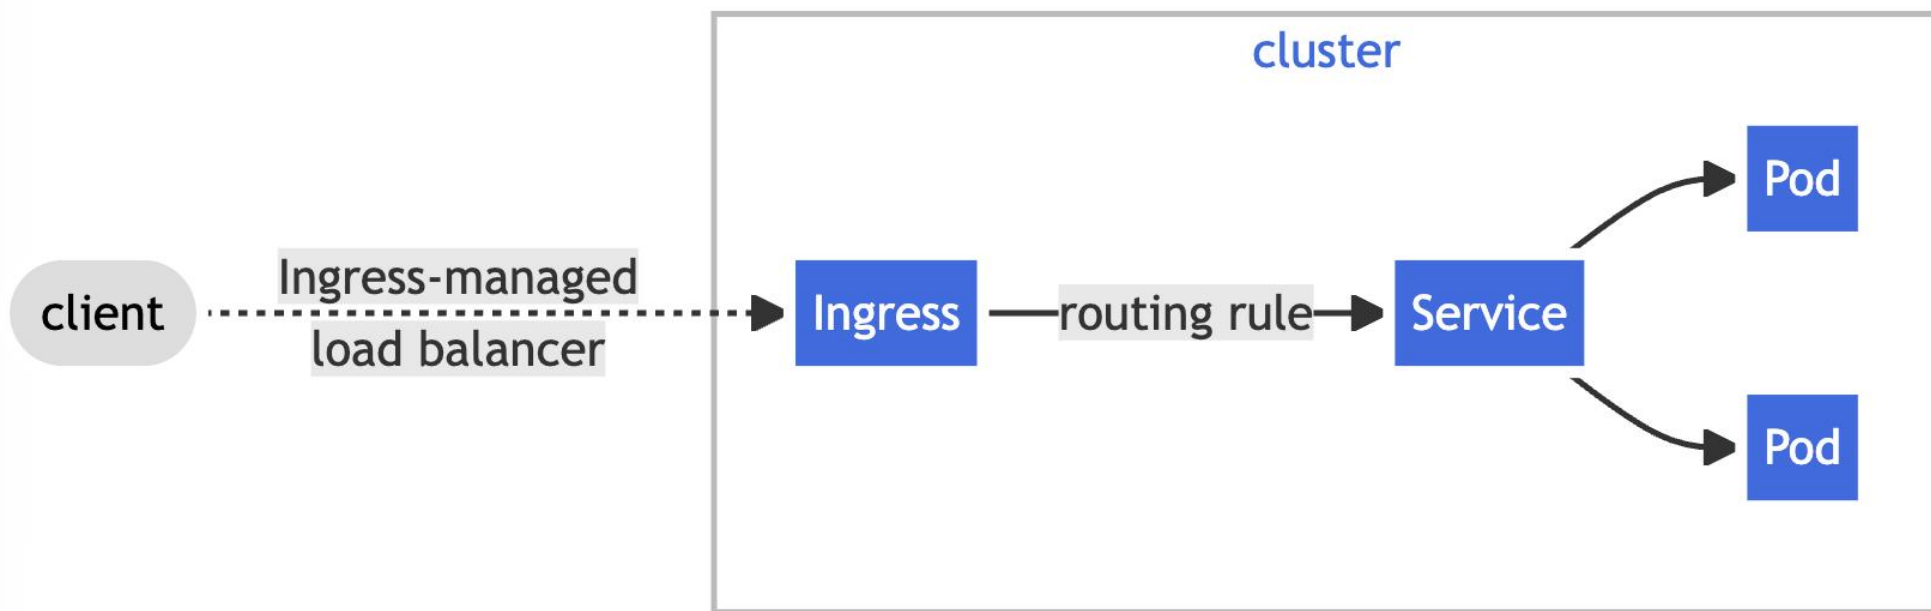 cluster
Pod
client
Ingress-managed
load balancer
Ingress
routing rule
Service
Pod